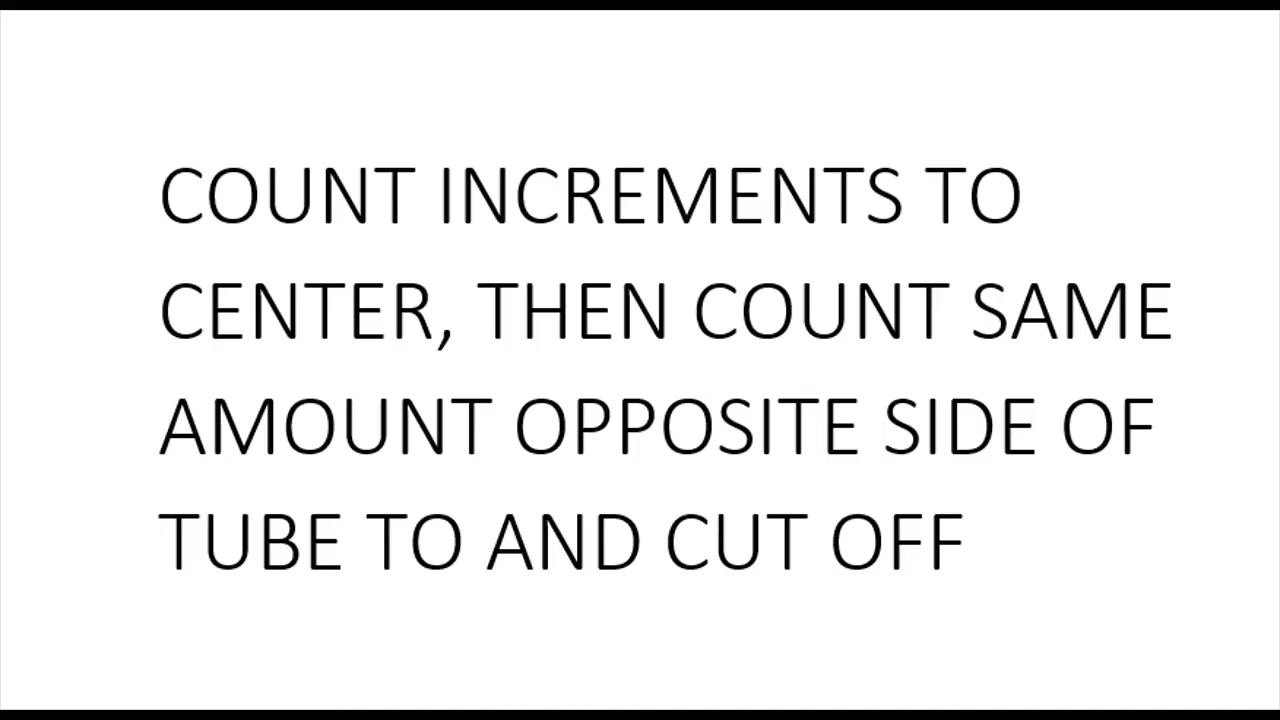 COUNT INCREMENTS TO
CENTER, THEN COUNT SAME
AMOUNT OPPOSITE SIDE OF
TUBE TO AND CUT OFF